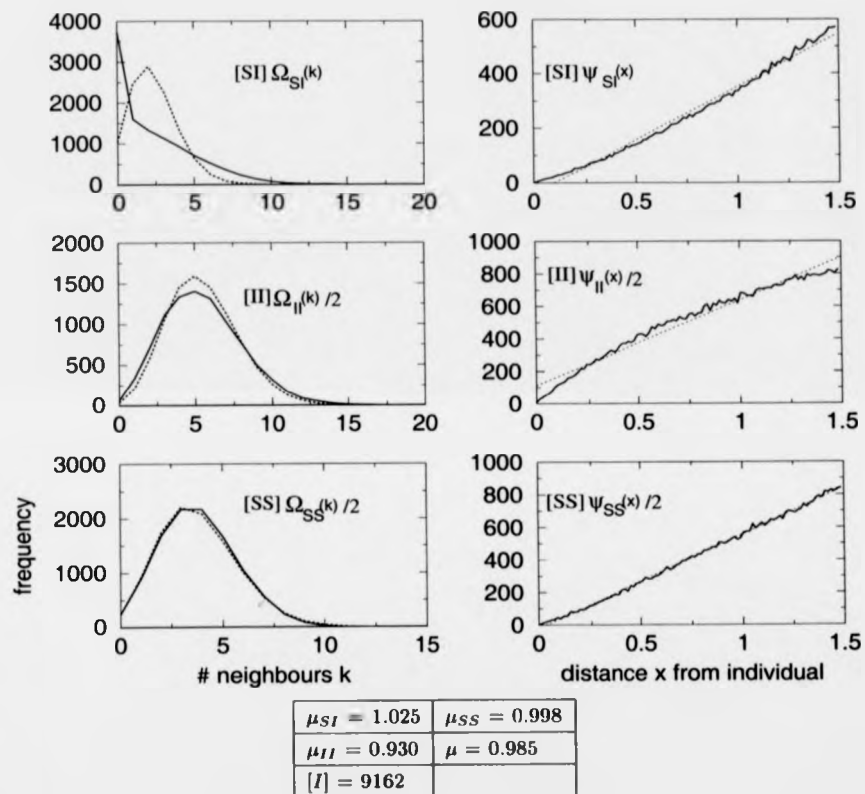 4000
3000
2000
1000
0
[SI] Ω_SI(k)
0 5 10 15 20
600
400
200
0
[SI] ψ_SI(x)
0 0.5 1 1.5
2000
1500
1000
500
0
[II] Ω_II(k) /2
0 5 10 15 20
1000
800
600
400
200
0
[II] ψ_II(x) /2
0 0.5 1 1.5
frequency
3000
2000
1000
0
[SS] Ω_SS(k) /2
0 5 10 15
# neighbours k
1000
800
600
400
200
0
[SS] ψ_SS(x) /2
0 0.5 1 1.5
distance x from individual
μ_SI = 1.025 μ_SS = 0.998
μ_II = 0.930 μ = 0.985
[I] = 9162